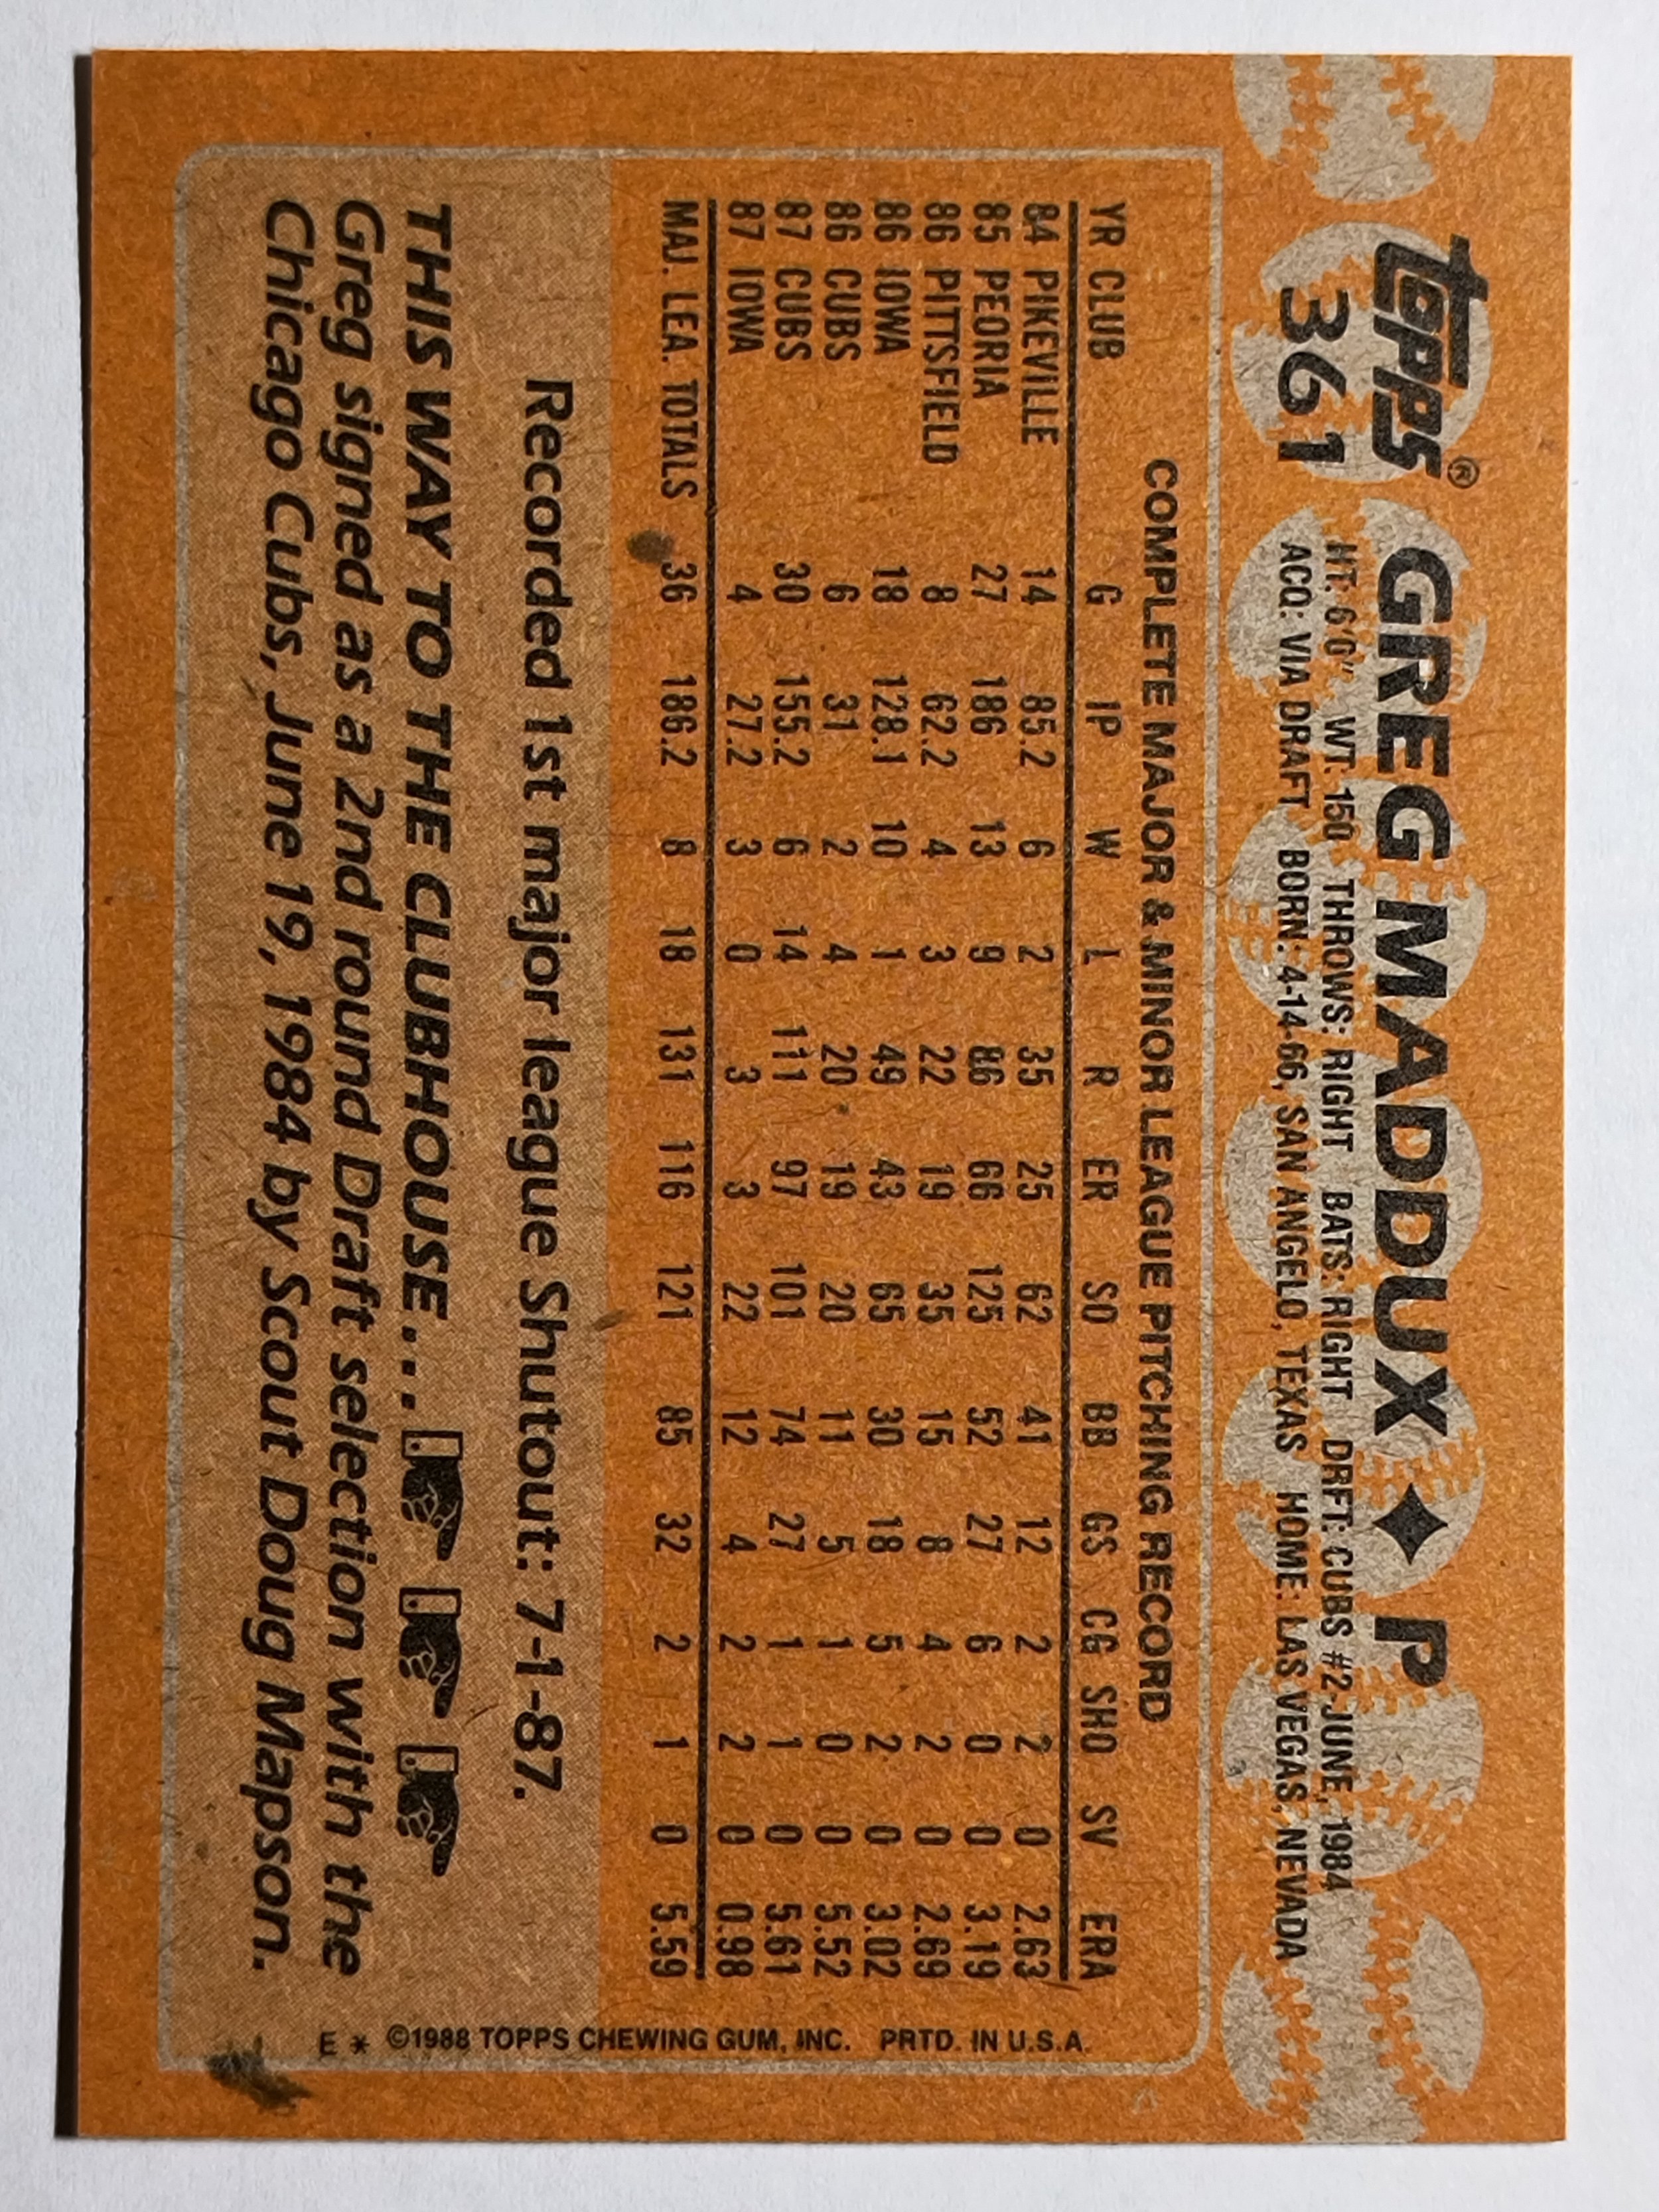 topps® GREG MADDUX ✦ P
361 HT: 6'0" WT: 150 THROWS: RIGHT BATS: RIGHT DRFT: CUBS #2-JUNE, 1984
ACQ: VIA DRAFT BORN: 4-14-66, SAN ANGELO, TEXAS HOME: LAS VEGAS, NEVADA
COMPLETE MAJOR & MINOR LEAGUE PITCHING RECORD
YR CLUB G IP W L R ER SO BB GS CG SHO SV ERA
84 PIKEVILLE 14 85.2 6 2 35 25 62 41 12 2 2 0 2.63
85 PEORIA 27 186 13 9 86 66 125 52 27 6 0 0 3.19
86 PITTSFIELD 8 62.2 4 3 22 19 35 15 8 4 2 0 2.69
86 IOWA 18 128.1 10 1 49 43 65 30 18 5 2 0 3.02
86 CUBS 6 31 2 4 20 19 20 11 5 1 0 0 5.52
87 CUBS 30 155.2 6 14 111 97 101 74 27 1 1 0 5.61
87 IOWA 4 27.2 3 0 3 3 22 12 4 2 2 0 0.98
MAJ. LEA. TOTALS 36 186.2 8 18 131 116 121 85 32 2 1 0 5.59
Recorded 1st major league Shutout: 7-1-87.
THIS WAY TO THE CLUBHOUSE...
Greg signed as a 2nd round Draft selection with the
Chicago Cubs, June 19, 1984 by Scout Doug Mapson.
E * ©1988 TOPPS CHEWING GUM, INC. PRTD. IN U.S.A.